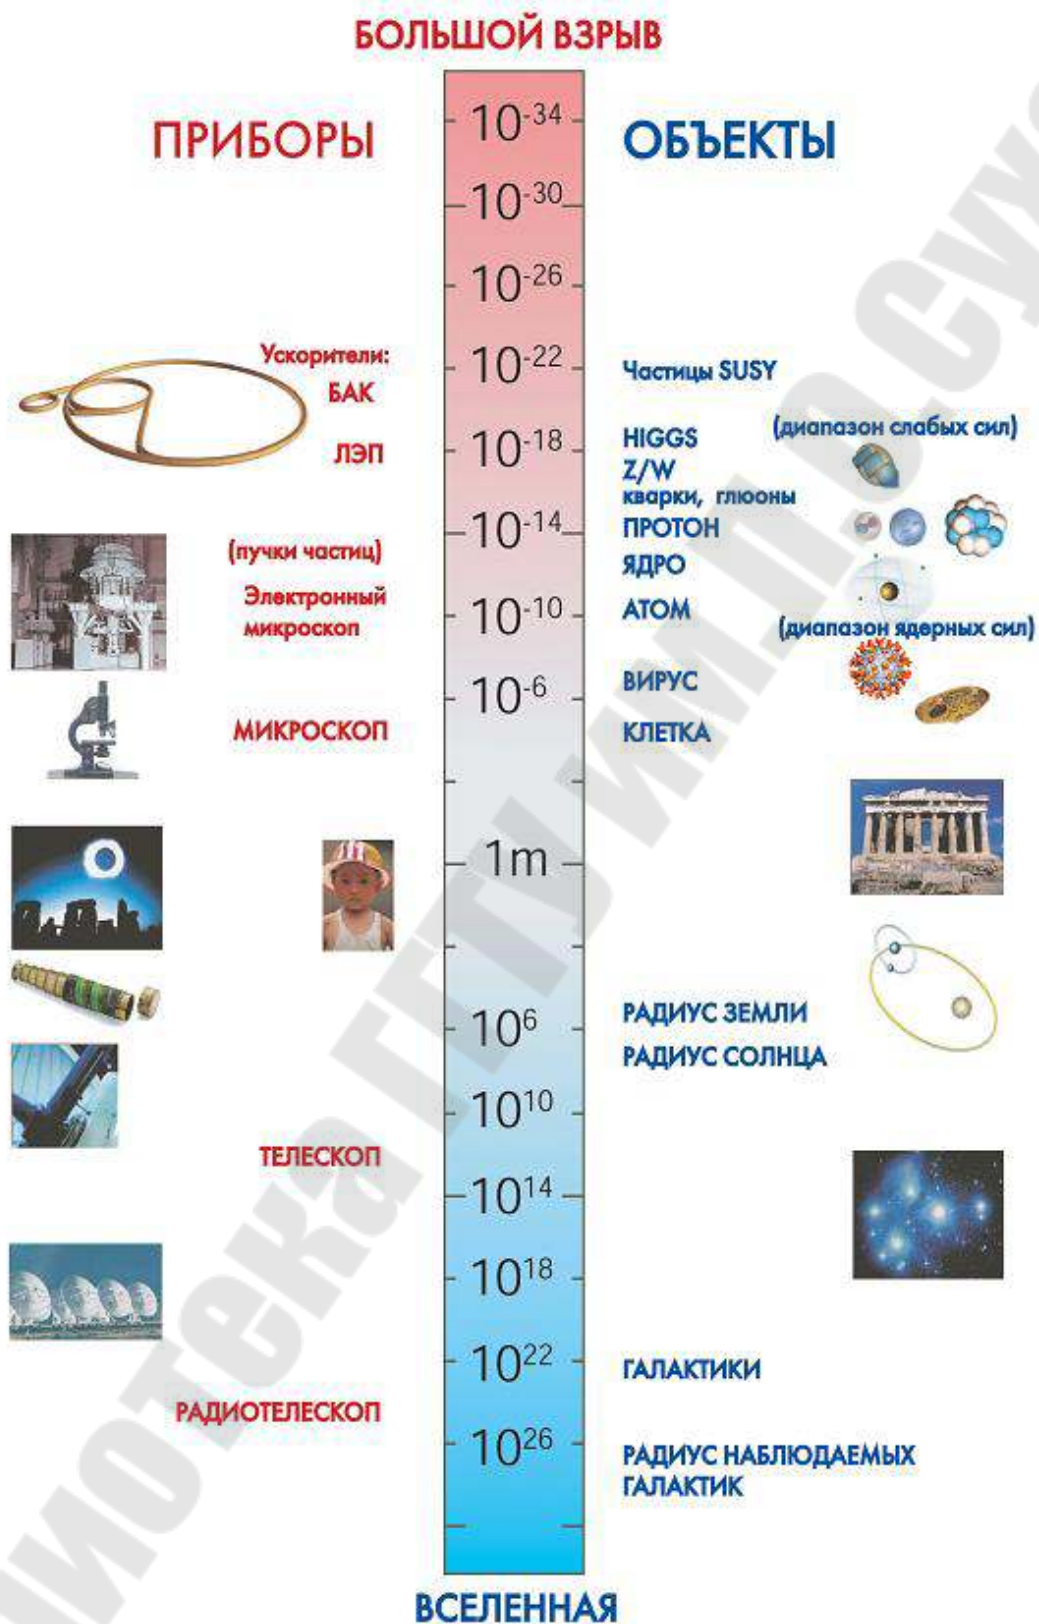 БОЛЬШОЙ ВЗРЫВ
ПРИБОРЫ
ОБЪЕКТЫ
10⁻³⁴
10⁻³⁰
10⁻²⁶
10⁻²²
10⁻¹⁸
10⁻¹⁴
10⁻¹⁰
10⁻⁶
1m
10⁶
10¹⁰
10¹⁴
10¹⁸
10²²
10²⁶
Ускорители:
БАК
ЛЭП
(пучки частиц)
Электронный
микроскоп
МИКРОСКОП
ТЕЛЕСКОП
РАДИОТЕЛЕСКОП
Частицы SUSY
HIGGS
(диапазон слабых сил)
Z/W
кварки, глюоны
ПРОТОН
ЯДРО
АТОМ
(диапазон ядерных сил)
ВИРУС
КЛЕТКА
РАДИУС ЗЕМЛИ
РАДИУС СОЛНЦА
ГАЛАКТИКИ
РАДИУС НАБЛЮДАЕМЫХ
ГАЛАКТИК
ВСЕЛЕННАЯ